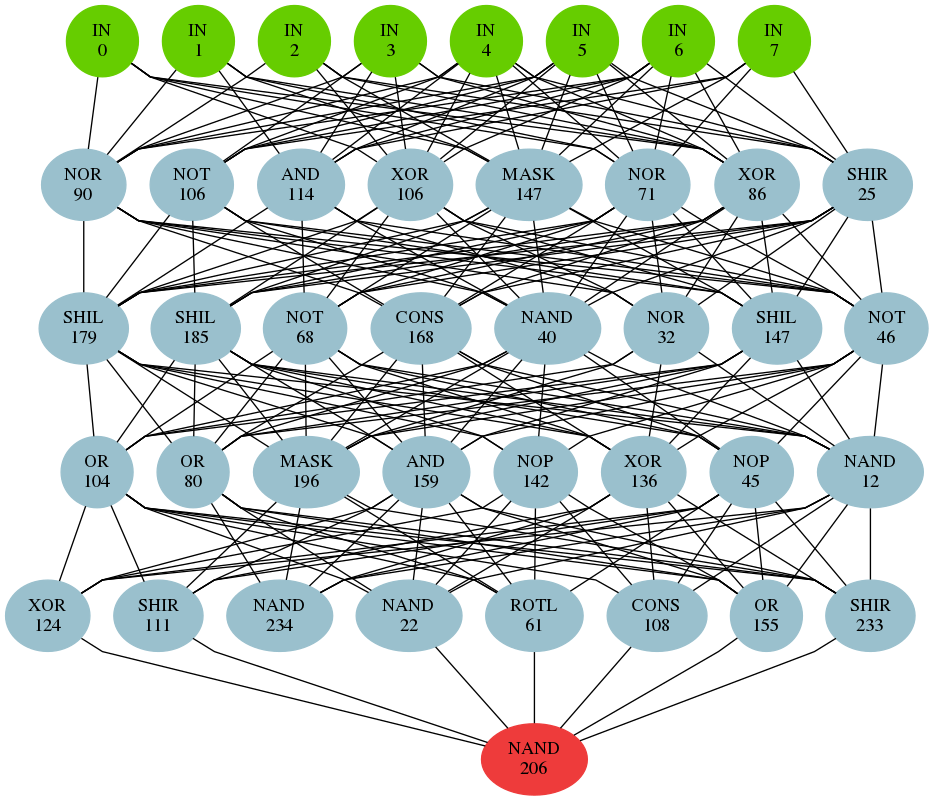 IN IN IN IN IN IN IN IN
0 1 2 3 4 5 6 7
NOR NOT AND XOR MASK NOR XOR SHIR
90 106 114 106 147 71 86 25
SHIL SHIL NOT CONS NAND NOR SHIL NOT
179 185 68 168 40 32 147 46
OR OR MASK AND NOP XOR NOP NAND
104 80 196 159 142 136 45 12
XOR SHIR NAND NAND ROTL CONS OR SHIR
124 111 234 22 61 108 155 233
NAND
206